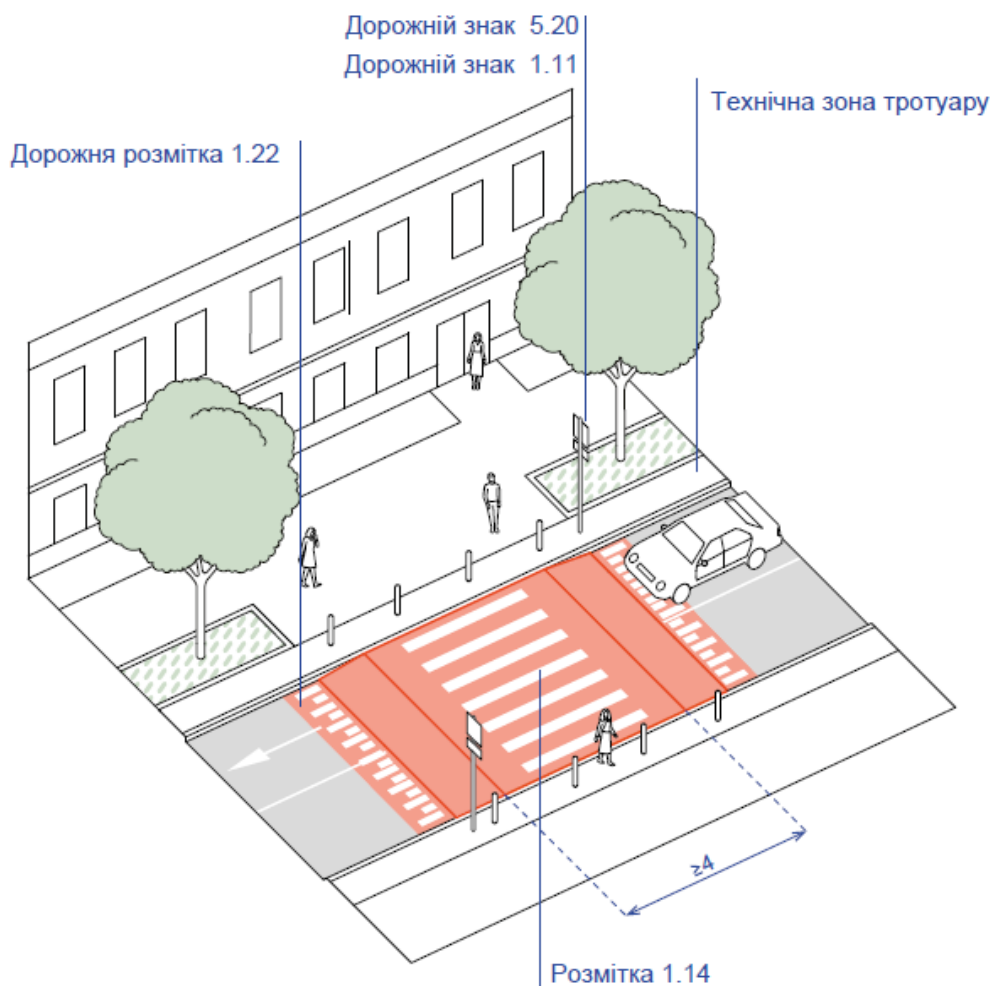 Дорожній знак 5.20
Дорожній знак 1.11
Технічна зона тротуару
Дорожня розмітка 1.22
≥4
Розмітка 1.14